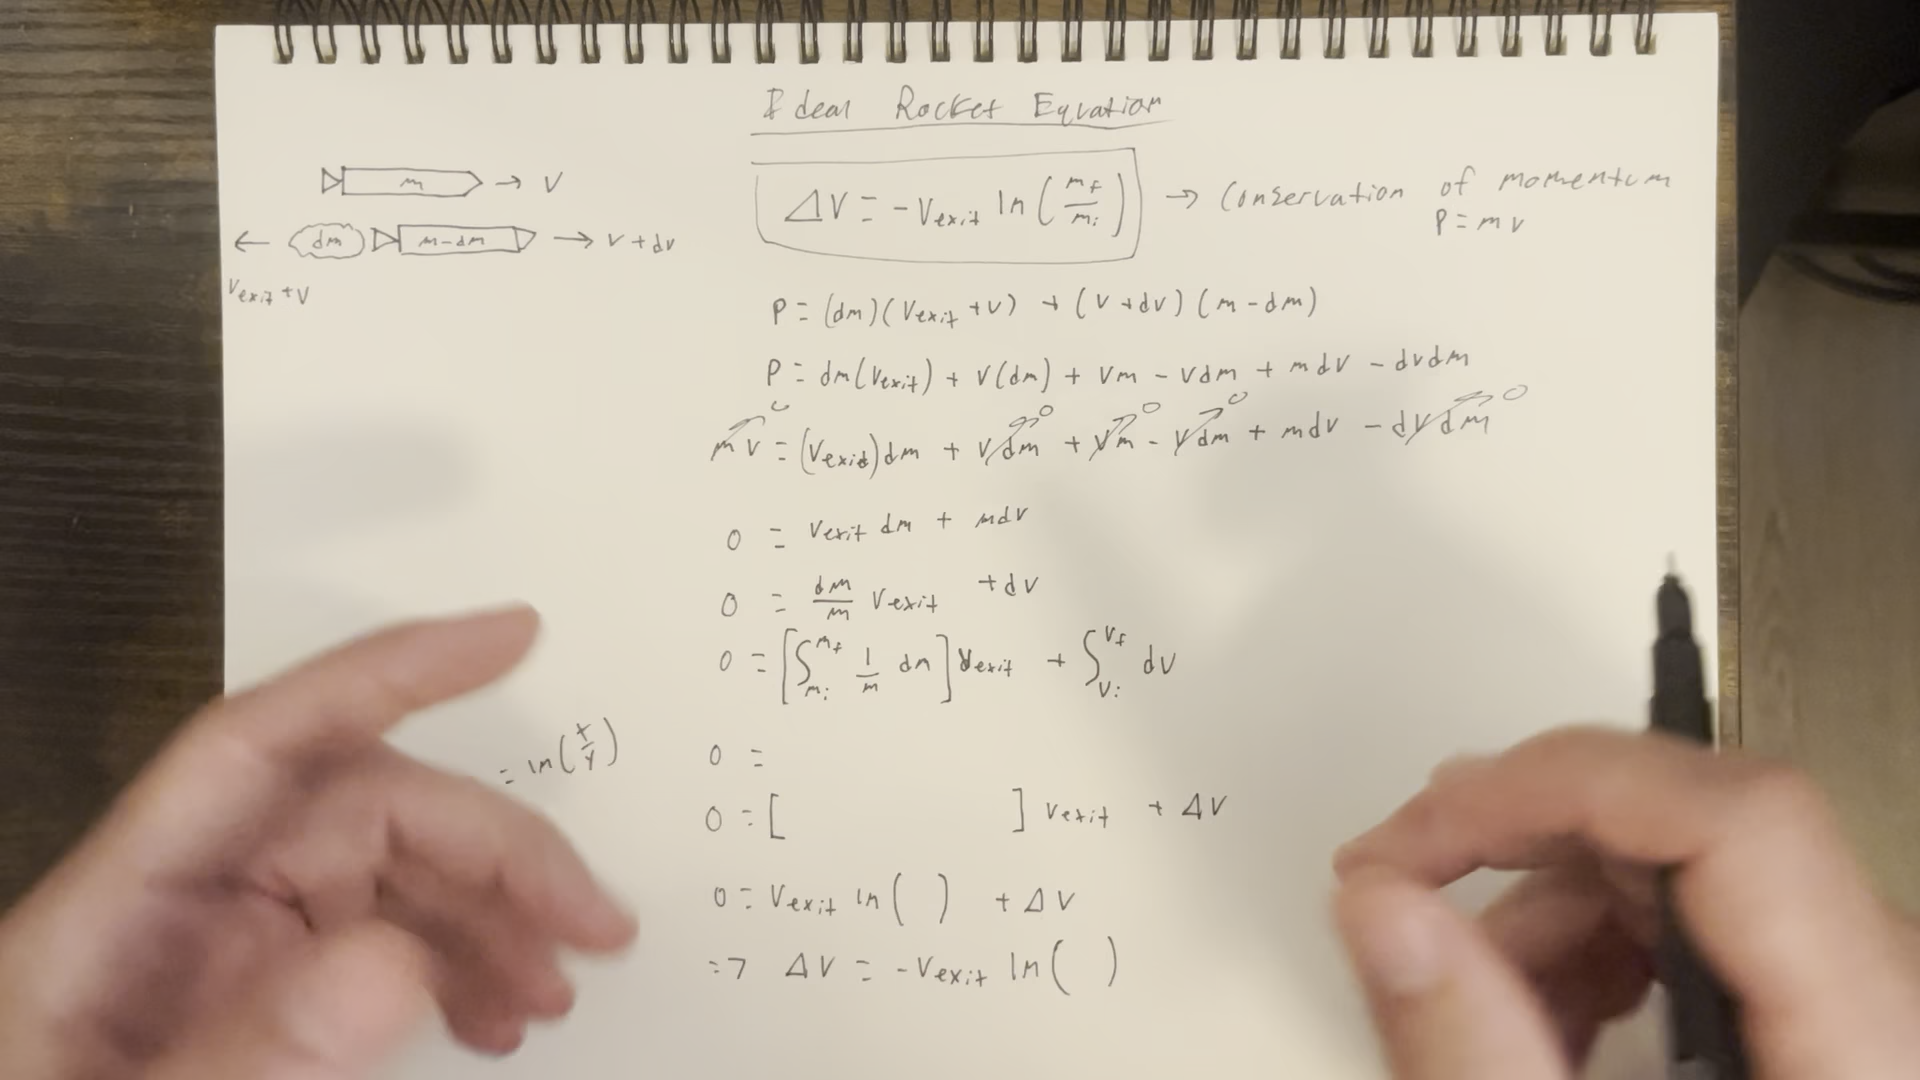 Ideal Rocket Equation
m → V
ΔV = -Vexit ln(mf/mi) → Conservation of momentum
P = mv
← dm m-dm → V + dV
Vexit + V
P = (dm)(Vexit + V) + (V + dV)(m - dm)
P = dm(Vexit) + V(dm) + Vm - Vdm + mdV - dvdm
mV = (Vexit)dm + Vdm + Vm - Vdm + mdV - dVdm
0 = Vexit dm + mdV
0 = dm/m Vexit + dV
0 = [∫mi^mf 1/m dm] Vexit + ∫Vi^Vf dV
= ln(x/y)
0 =
0 = [ ] Vexit + ΔV
0 = Vexit ln( ) + ΔV
=> ΔV = -Vexit ln( )